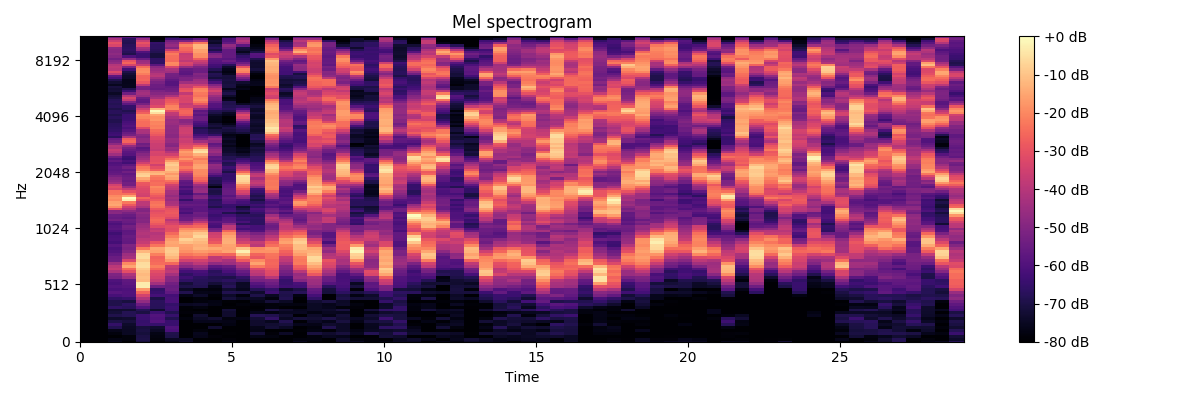 Mel spectrogram
8192
4096
2048
1024
512
0
Hz
0 5 10 15 20 25
Time
+0 dB
-10 dB
-20 dB
-30 dB
-40 dB
-50 dB
-60 dB
-70 dB
-80 dB